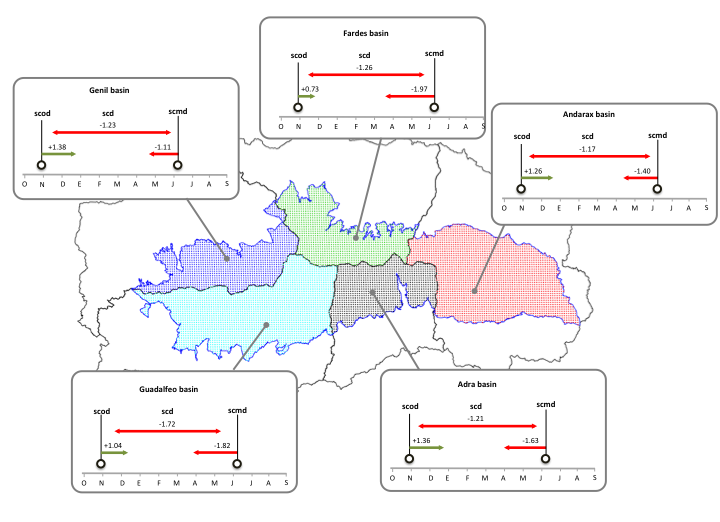 Fardes basin
scod scd scmd
-1.26
+0.73 -1.97
O N D E F M A M J J A S
Genil basin
scod scd scmd
-1.23
+1.38 -1.11
O N D E F M A M J J A S
Andarax basin
scod scd scmd
-1.17
+1.26 -1.40
O N D E F M A M J J A S
Guadalfeo basin
scod scd scmd
-1.72
+1.04 -1.82
O N D E F M A M J J A S
Adra basin
scod scd scmd
-1.21
+1.36 -1.63
O N D E F M A M J J A S